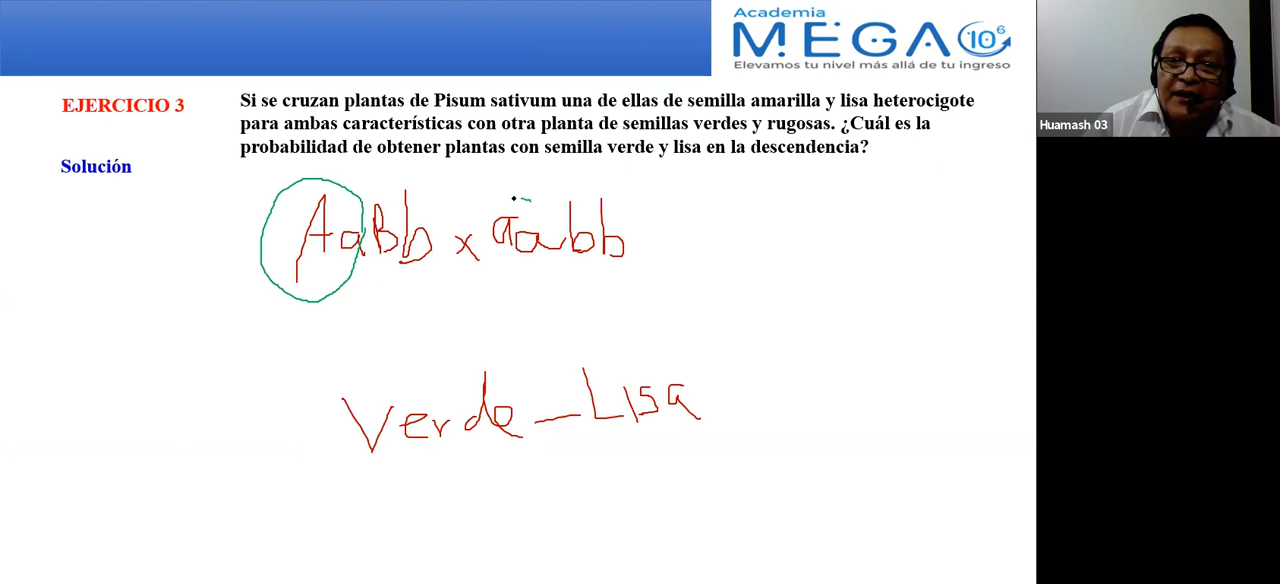 Academia
MEGA 10⁶
Elevamos tu nivel más allá de tu ingreso
EJERCICIO 3
Si se cruzan plantas de Pisum sativum una de ellas de semilla amarilla y lisa heterocigote
para ambas características con otra planta de semillas verdes y rugosas. ¿Cuál es la
probabilidad de obtener plantas con semilla verde y lisa en la descendencia?
Solución
AaBb x aabb
Verde - Lisa
Huamash 03